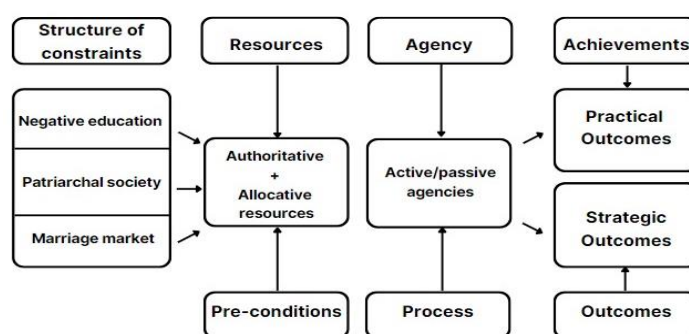 Structure of
constraints
Resources
Agency
Achievements
Negative education
Patriarchal society
Marriage market
Authoritative
+
Allocative
resources
Active/passive
agencies
Practical
Outcomes
Strategic
Outcomes
Pre-conditions
Process
Outcomes